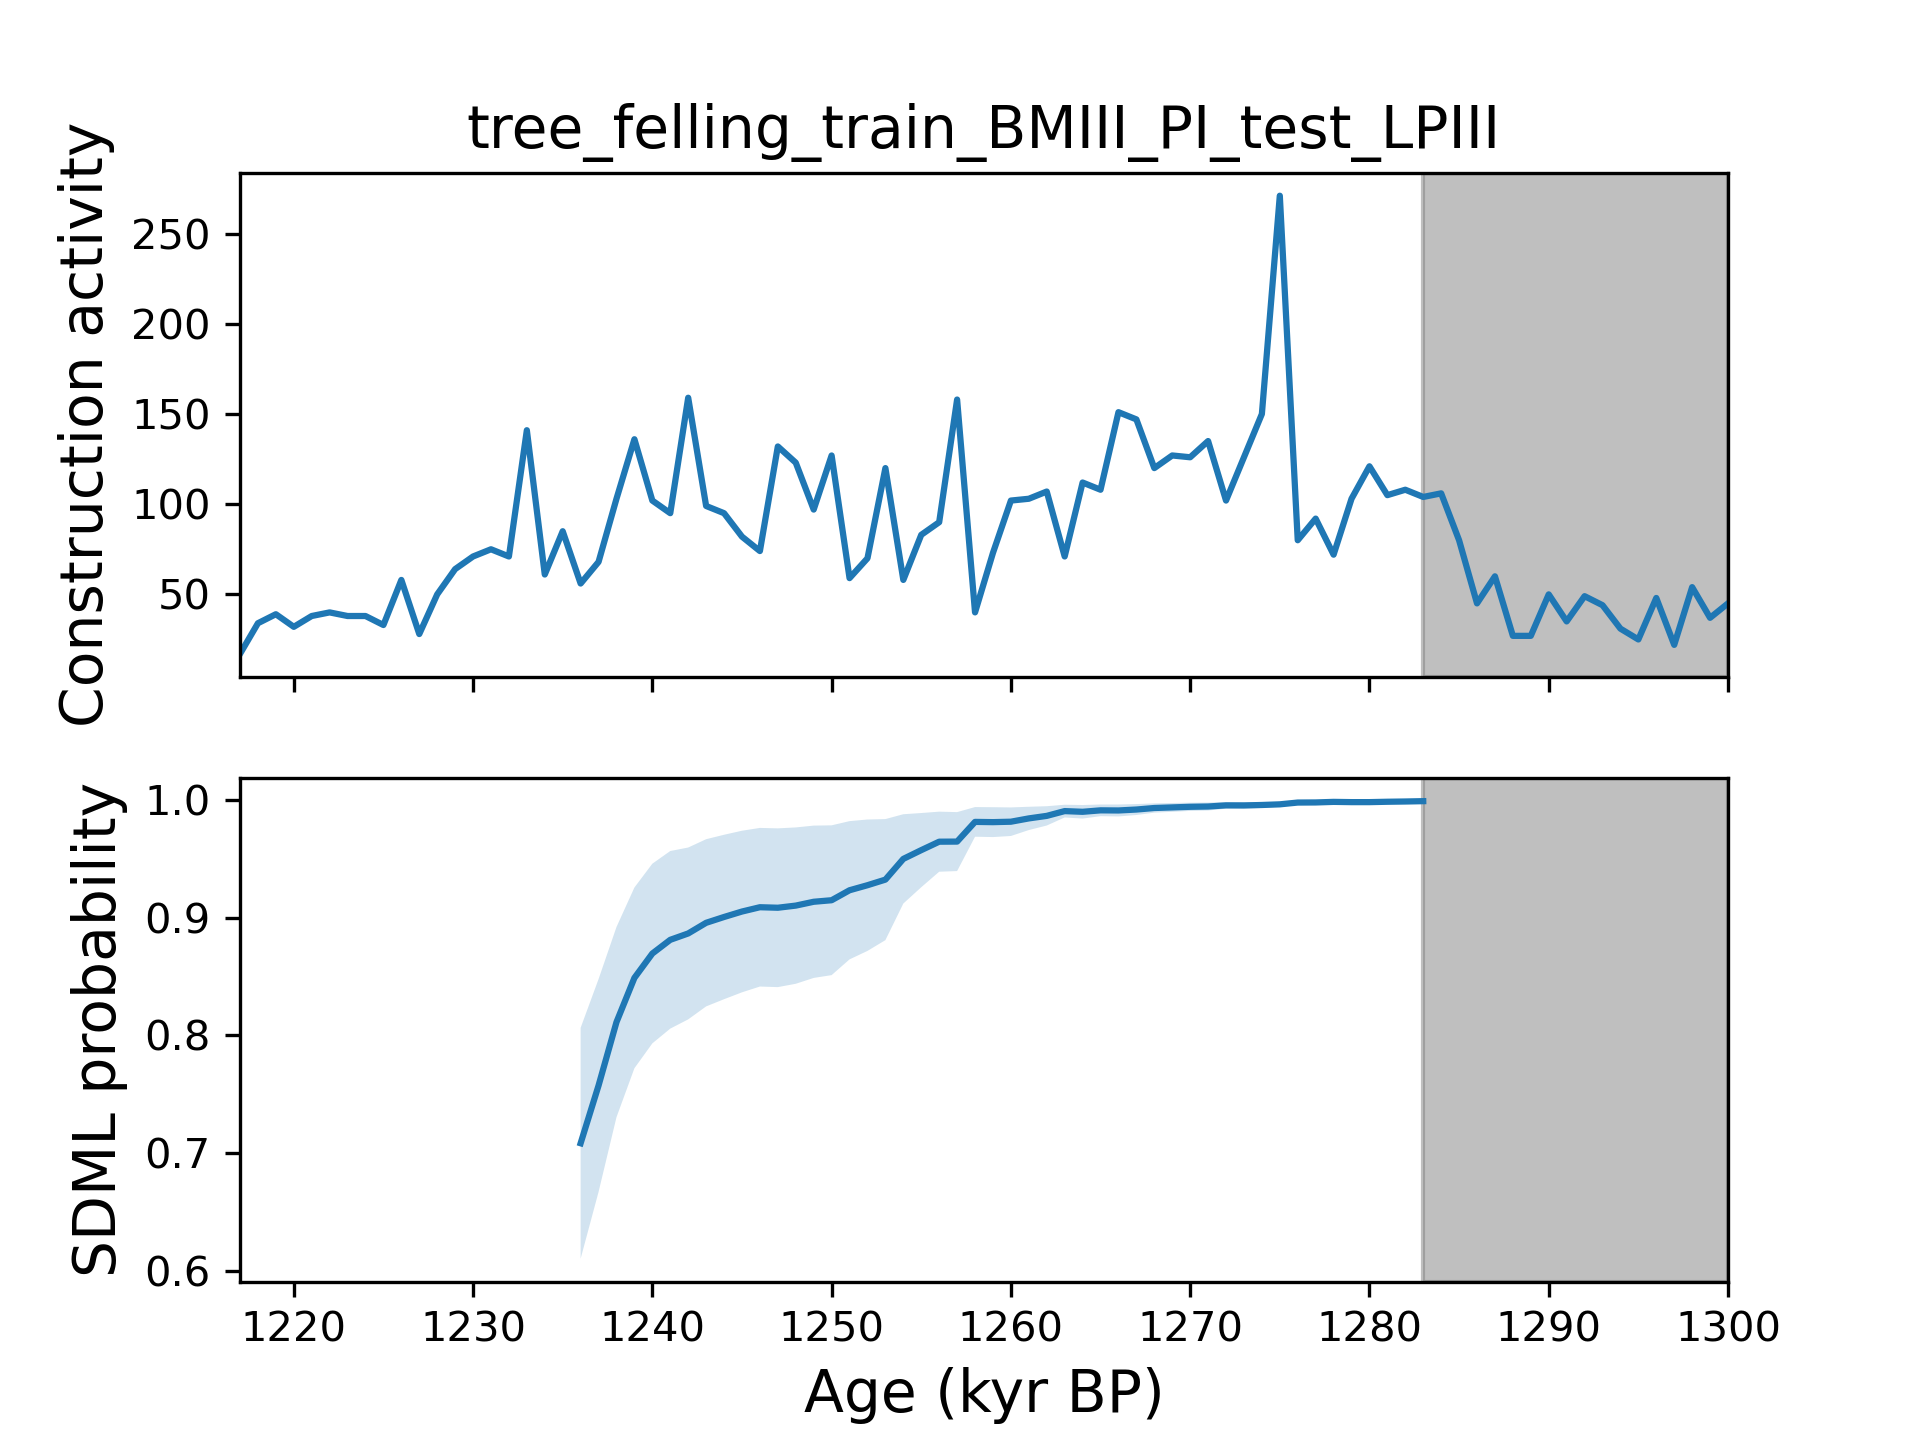 tree_felling_train_BMIII_PI_test_LPIII
Construction activity
250
200
150
100
50
SDML probability
1.0
0.9
0.8
0.7
0.6
1220 1230 1240 1250 1260 1270 1280 1290 1300
Age (kyr BP)